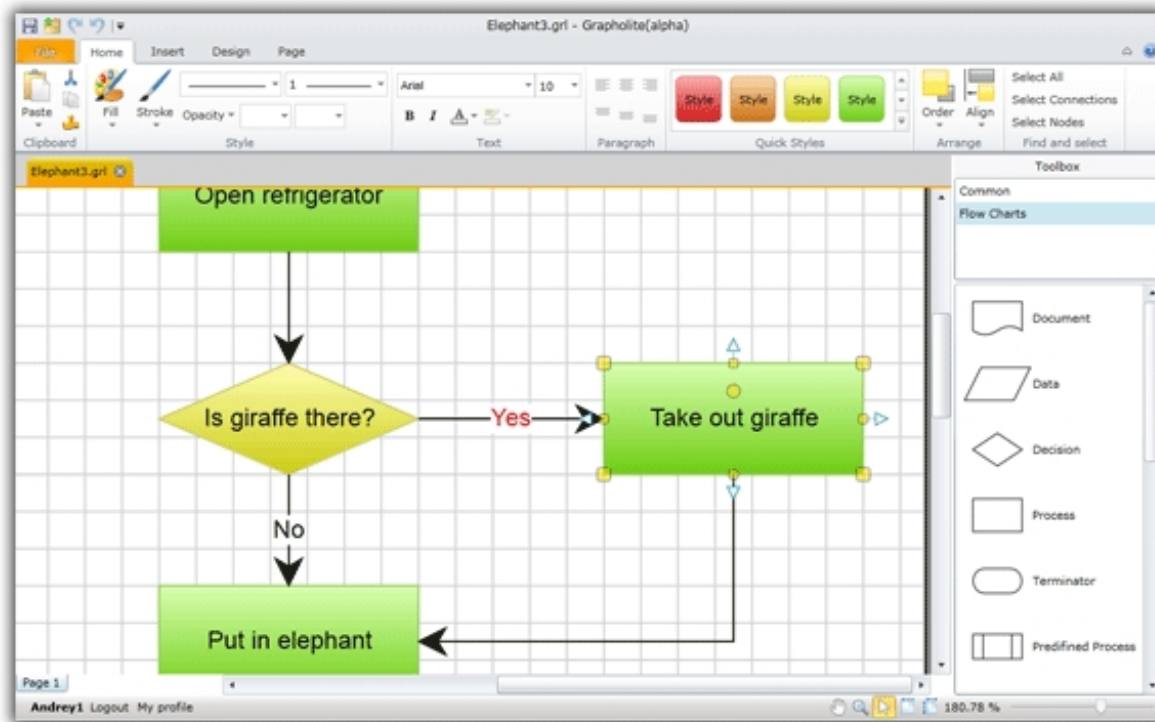 Elephant3.grl - Grapholite(alpha)
File Home Insert Design Page
Paste Fill Stroke Opacity 1 Arial 10 B I A Style Style Style Style Order Align Select All
Select Connections
Select Nodes
Clipboard Style Text Paragraph Quick Styles Arrange Find and select
Elephant3.grl
Toolbox
Common
Flow Charts
Open refrigerator
Is giraffe there?
Yes
Take out giraffe
No
Put in elephant
Document
Data
Decision
Process
Terminator
Predifined Process
Page 1
Andrey1 Logout My profile
180.78 %